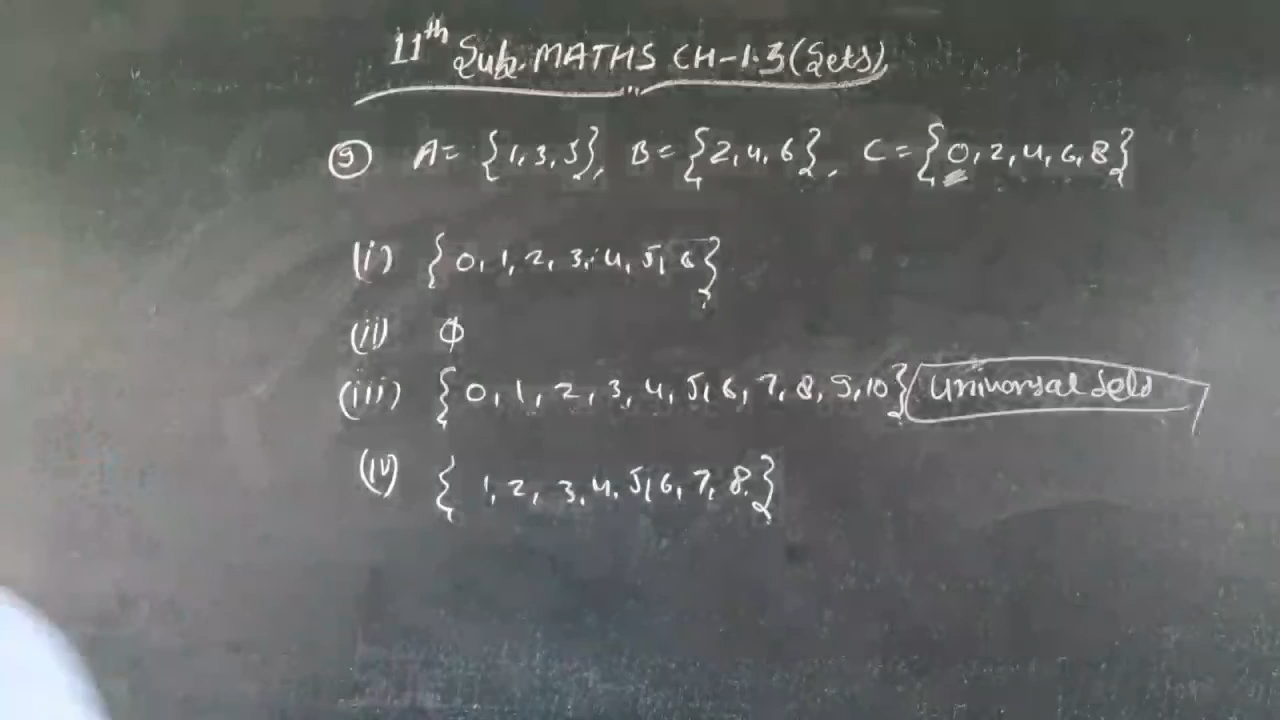 11th Sub. MATHS CH-1.3 (Sets)
9 A= {1, 3, 5}, B= {2, 4, 6}, C= {0, 2, 4, 6, 8}
(i) {0, 1, 2, 3, 4, 5, 6}
(ii) ϕ
(iii) {0, 1, 2, 3, 4, 5, 6, 7, 8, 9, 10} Universal Sets
(iv) {1, 2, 3, 4, 5, 6, 7, 8.}